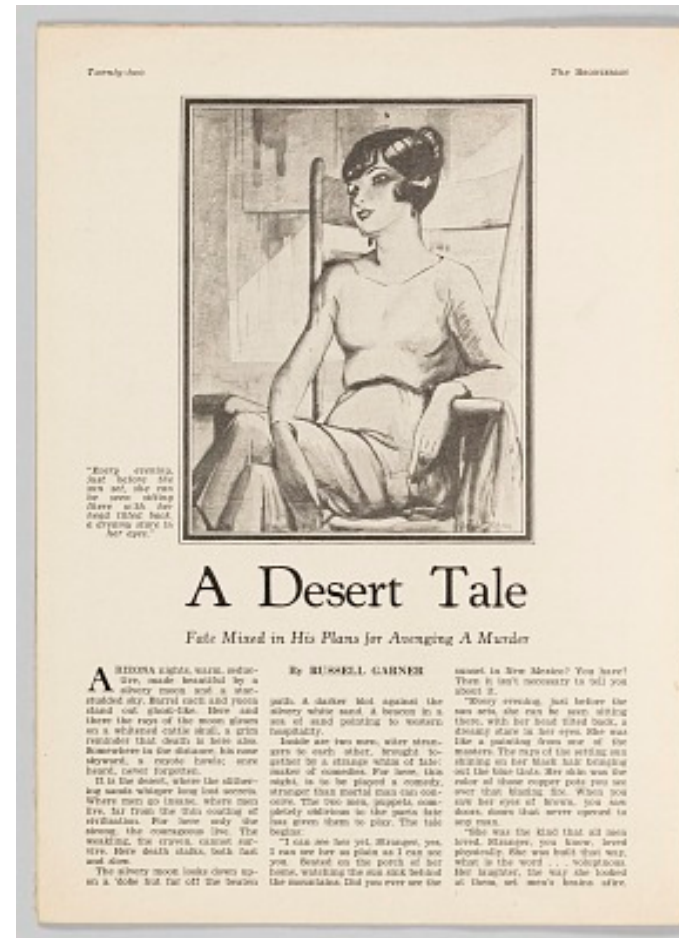 Twenty-two
The BRONZEMAN
"Every evening,
just before the
sun set, she can
be seen sitting
there with her
head tilted back,
a dreamy stare in
her eyes."
A Desert Tale
Fate Mixed in His Plans for Avenging A Murder
By RUSSELL GARNER
ARIZONA nights, warm, seduc-
tive, made beautiful by a
silvery moon and a star-
studded sky. Barrel cacti and yucca
stand out ghost-like. Here and
there the rays of the moon glows
on a whitened cattle skull, a grim
reminder that death is here also.
Somewhere in the distance, his nose
skyward, a coyote howls; once
heard, never forgotten.
It is the desert, where the slither-
ing sands whisper long lost secrets.
Where men go insane, where men
live, far from the thin coating of
civilization. For here only the
strong, the courageous live. The
weakling, the craven, cannot sur-
vive. Here death stalks, both fast
and slow.
The silvery moon looks down up-
on a 'dobe hut far off the beaten
path. A darker blot against the
silvery white sand. A beacon in a
sea of sand pointing to western
hospitality.
Inside are two men, utter stran-
gers to each other, brought to-
gether by a strange whim of fate:
maker of comedies. For here, this
night, is to be played a comedy,
stranger than mortal man can con-
ceive. The two men, puppets, com-
pletely oblivious to the parts fate
has given them to play. The tale
begins:
"I can see her yet, Stranger, yes,
I can see her as plain as I can see
you. Seated on the porch of her
home, watching the sun sink behind
the mountains. Did you ever see the
sunset in New Mexico? You have?
Then it isn't necessary to tell you
about it.
"Every evening, just before the
sun sets, she can be seen sitting
there, with her head tilted back, a
dreamy stare in her eyes. She was
like a painting from one of the
masters. The rays of the setting sun
shining on her black hair bringing
out the blue tints. Her skin was the
color of those copper pots you see
over that blazing fire. When you
saw her eyes of brown, you saw
doors, doors that never opened to
any man.
"She was the kind that all men
loved, Stranger, you know, loved
physically. She was built that way,
what is the word . . . voluptuous.
Her laughter, the way she looked
at them, set men's brains afire,